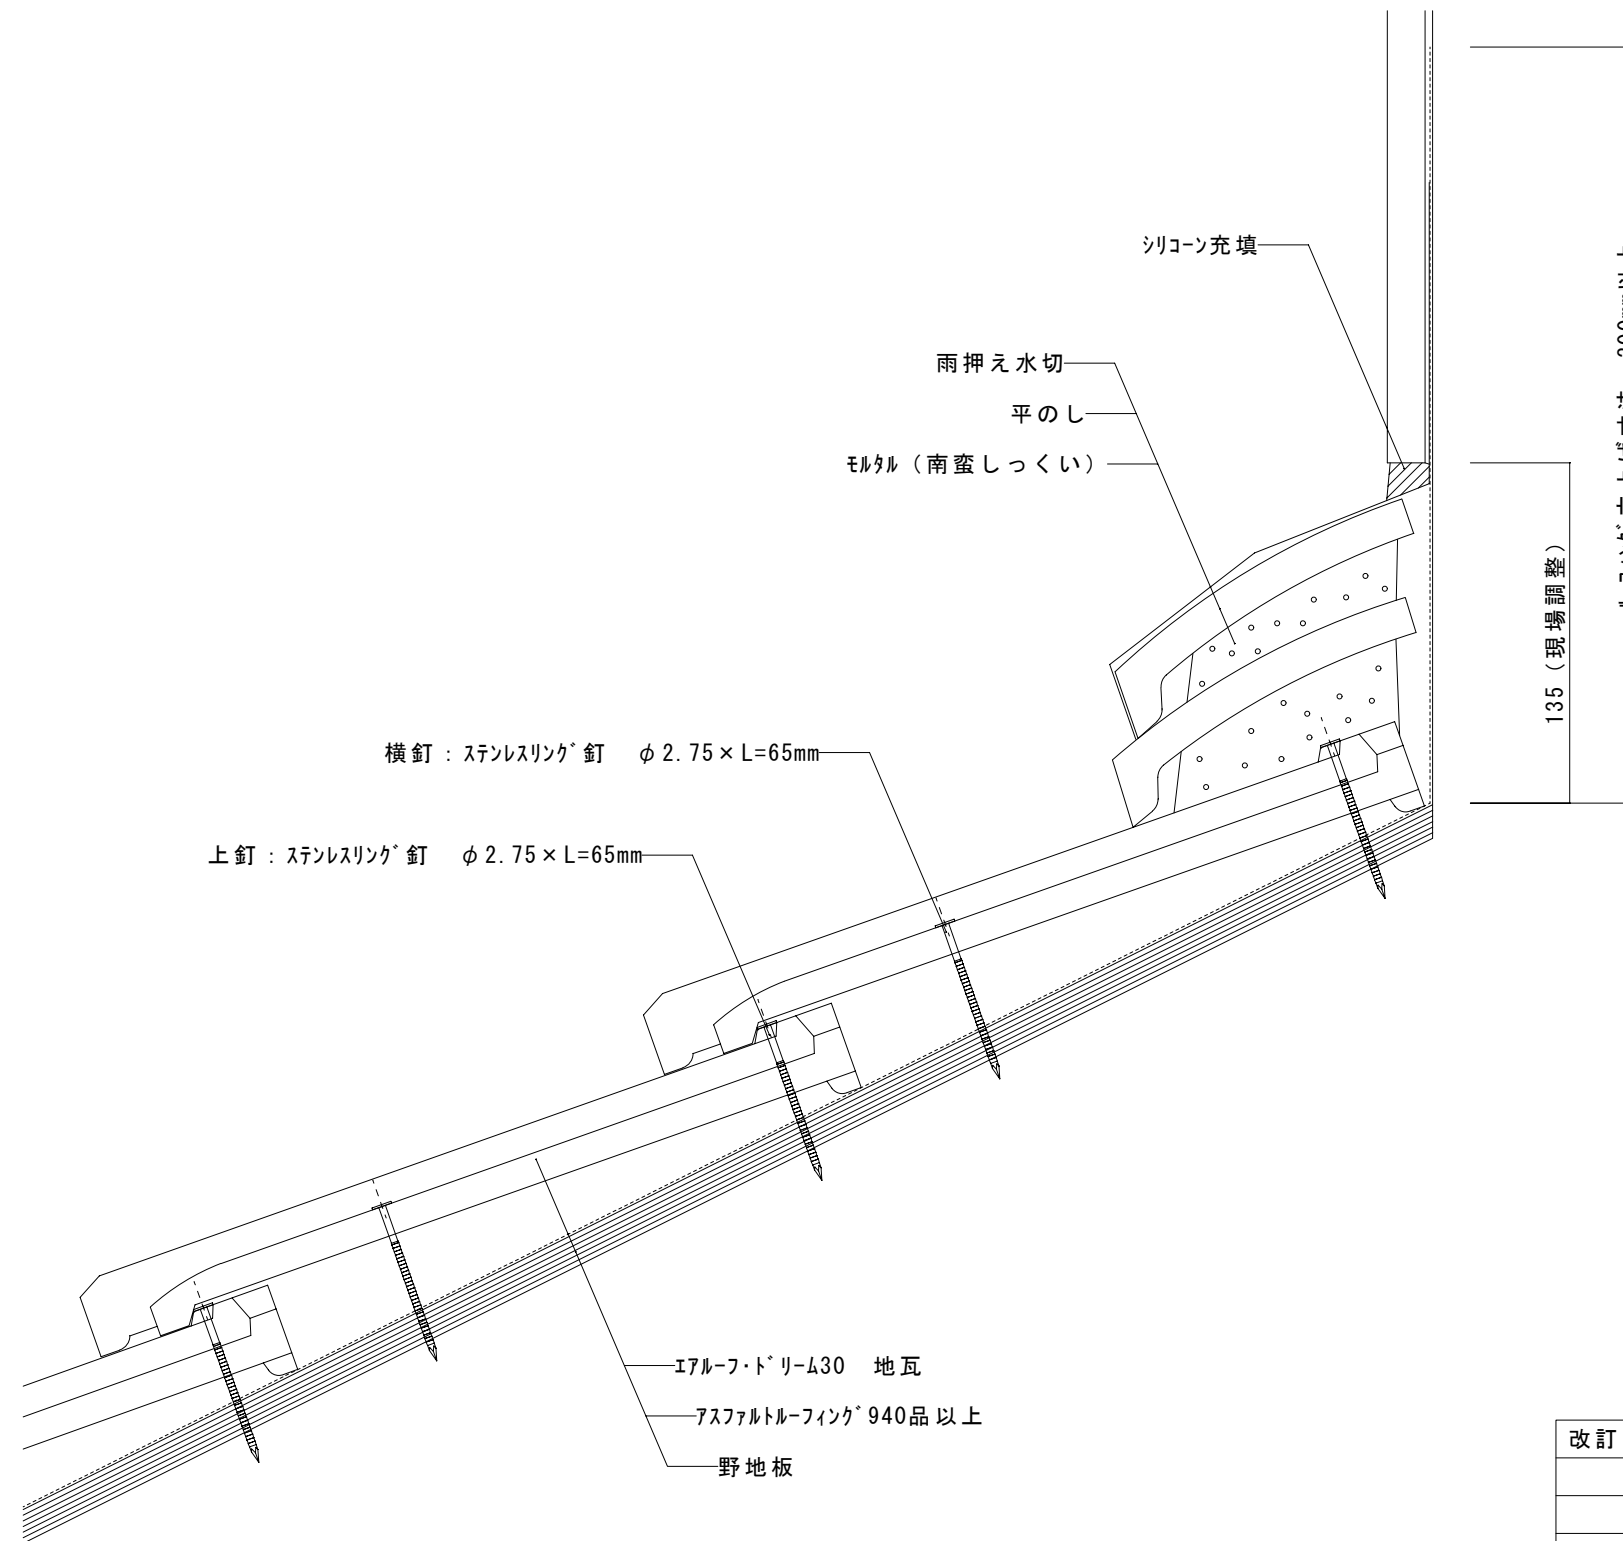 シリコーン充填
雨押え水切
平のし
モルタル（南蛮しっくい）
135（現場調整）
横釘：ステンレスリング釘　φ2.75×L=65mm
上釘：ステンレスリング釘　φ2.75×L=65mm
エアルーフ・ドリーム30　地瓦
アスファルトルーフィング940品以上
野地板
改訂